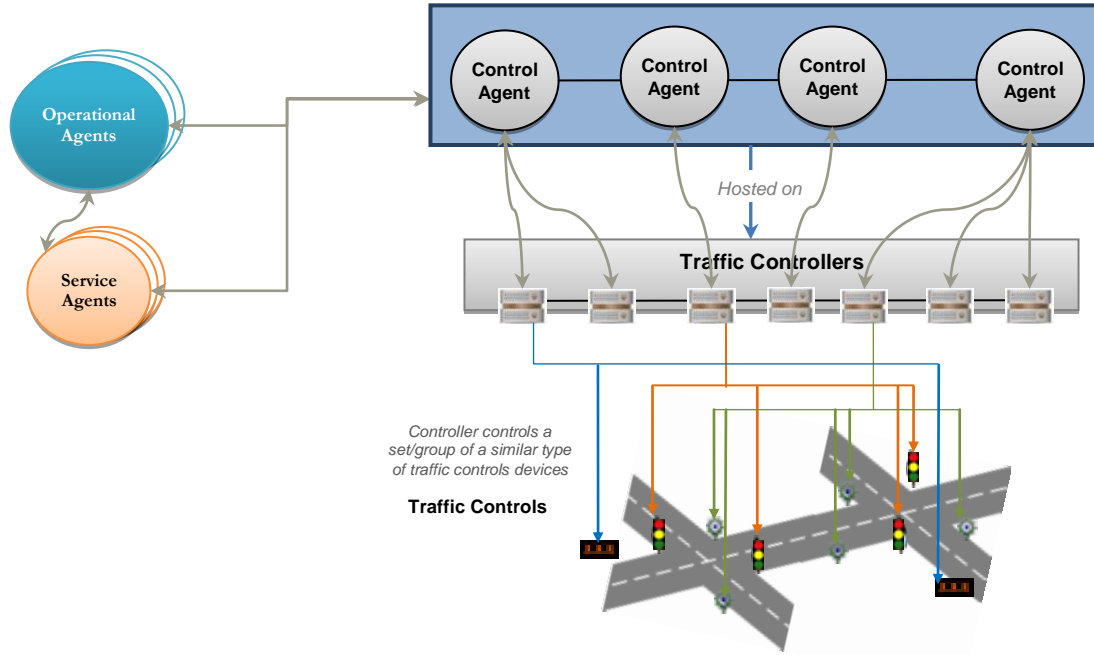 Control
Agent
Control
Agent
Control
Agent
Control
Agent
Operational
Agents
Hosted on
Service
Agents
Traffic Controllers
Controller controls a
set/group of a similar type
of traffic controls devices
Traffic Controls